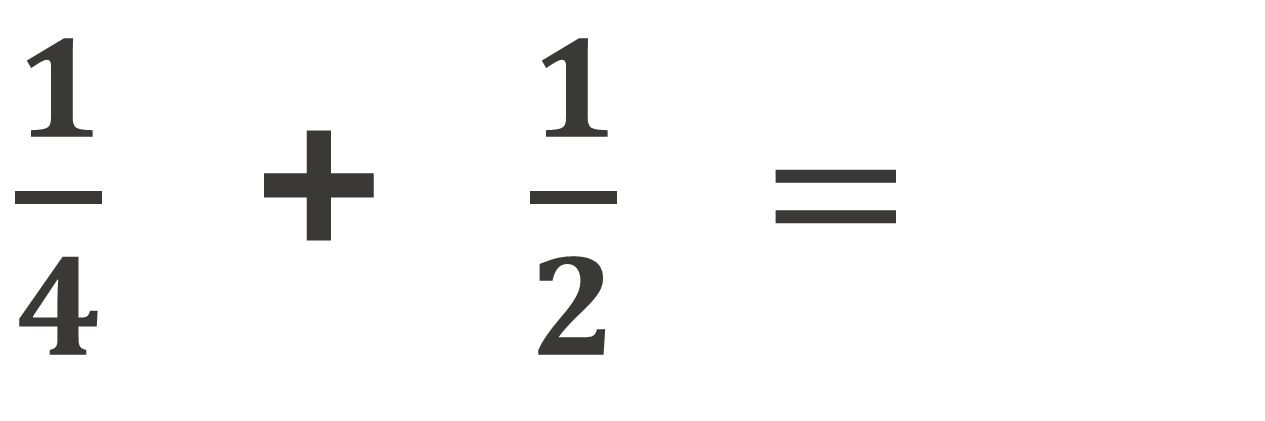 1/4 + 1/2 =